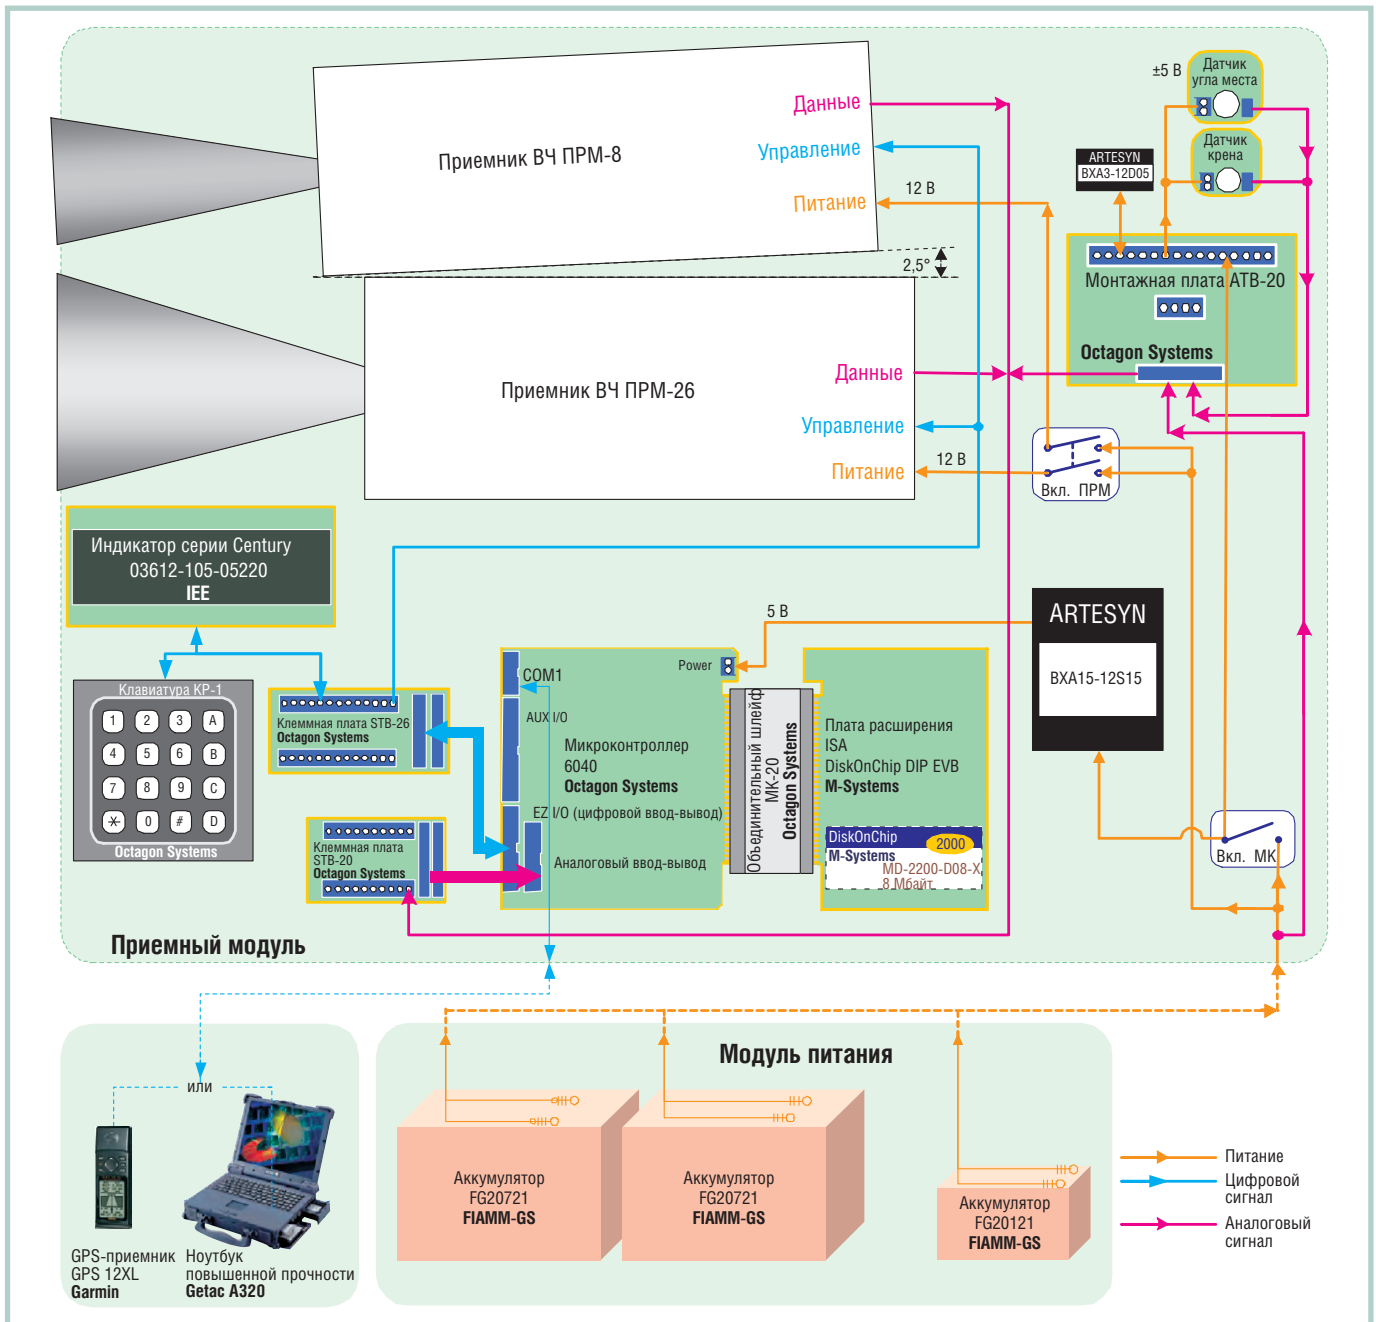 ±5 В
Датчик
угла места
Датчик
крена
ARTESYN
BXA3-12D05
Данные
Приемник ВЧ ПРМ-8
Управление
Питание
12 В
2,5°
Монтажная плата АТВ-20
Octagon Systems
Приемник ВЧ ПРМ-26
Данные
Управление
Питание
12 В
Вкл. ПРМ
Индикатор серии Century
03612-105-05220
IEE
5 В
ARTESYN
BXA15-12S15
Клавиатура КР-1
1 2 3 A
4 5 6 B
7 8 9 C
* 0 # D
Octagon Systems
Клеммная плата STB-26
Octagon Systems
Клеммная плата
STB-20
Octagon Systems
COM1
Power
AUX I/O
Микроконтроллер
6040
Octagon Systems
EZ I/O (цифровой ввод-вывод)
Аналоговый ввод-вывод
Объединительный шлейф
МК-20
Octagon Systems
Плата расширения
ISA
DiskOnChip DIP EVB
M-Systems
DiskOnChip
2000
M-Systems
MD-2200-D08-X
8 Мбайт
Вкл. МК
Приемный модуль
или
GPS-приемник
GPS 12XL
Garmin
Ноутбук
повышенной прочности
Getac A320
Модуль питания
Аккумулятор
FG20721
FIAMM-GS
Аккумулятор
FG20721
FIAMM-GS
Аккумулятор
FG20121
FIAMM-GS
Питание
Цифровой
сигнал
Аналоговый
сигнал